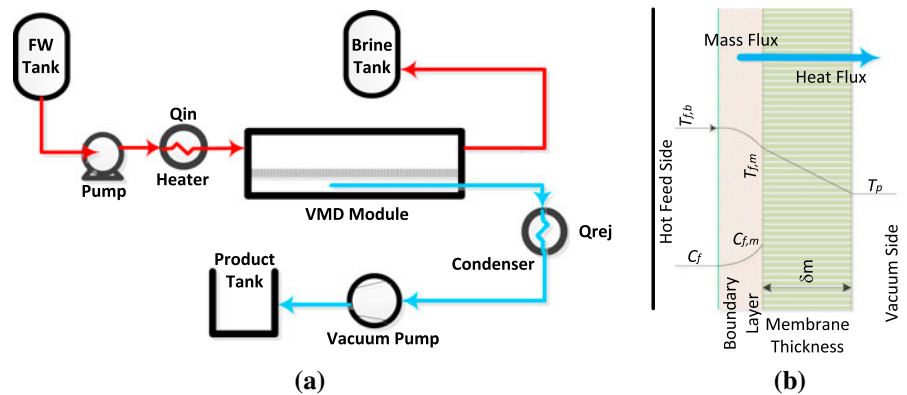 FW
Tank
Brine
Tank
Qin
Pump
Heater
VMD Module
Qrej
Condenser
Product
Tank
Vacuum Pump
(a)
Mass Flux
Heat Flux
Hot Feed Side
Tf,b
Tf,m
Tp
Cf,m
Cf
δm
Boundary
Layer
Membrane
Thickness
Vacuum Side
(b)